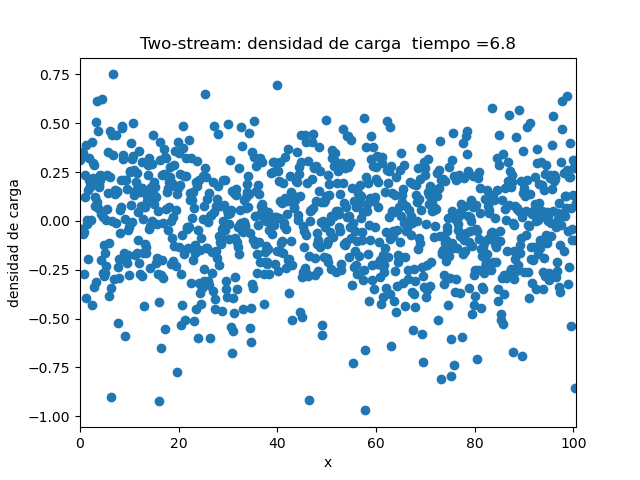 Two-stream: densidad de carga  tiempo =6.8
densidad de carga
0.75
0.50
0.25
0.00
−0.25
−0.50
−0.75
−1.00
0 20 40 60 80 100
x